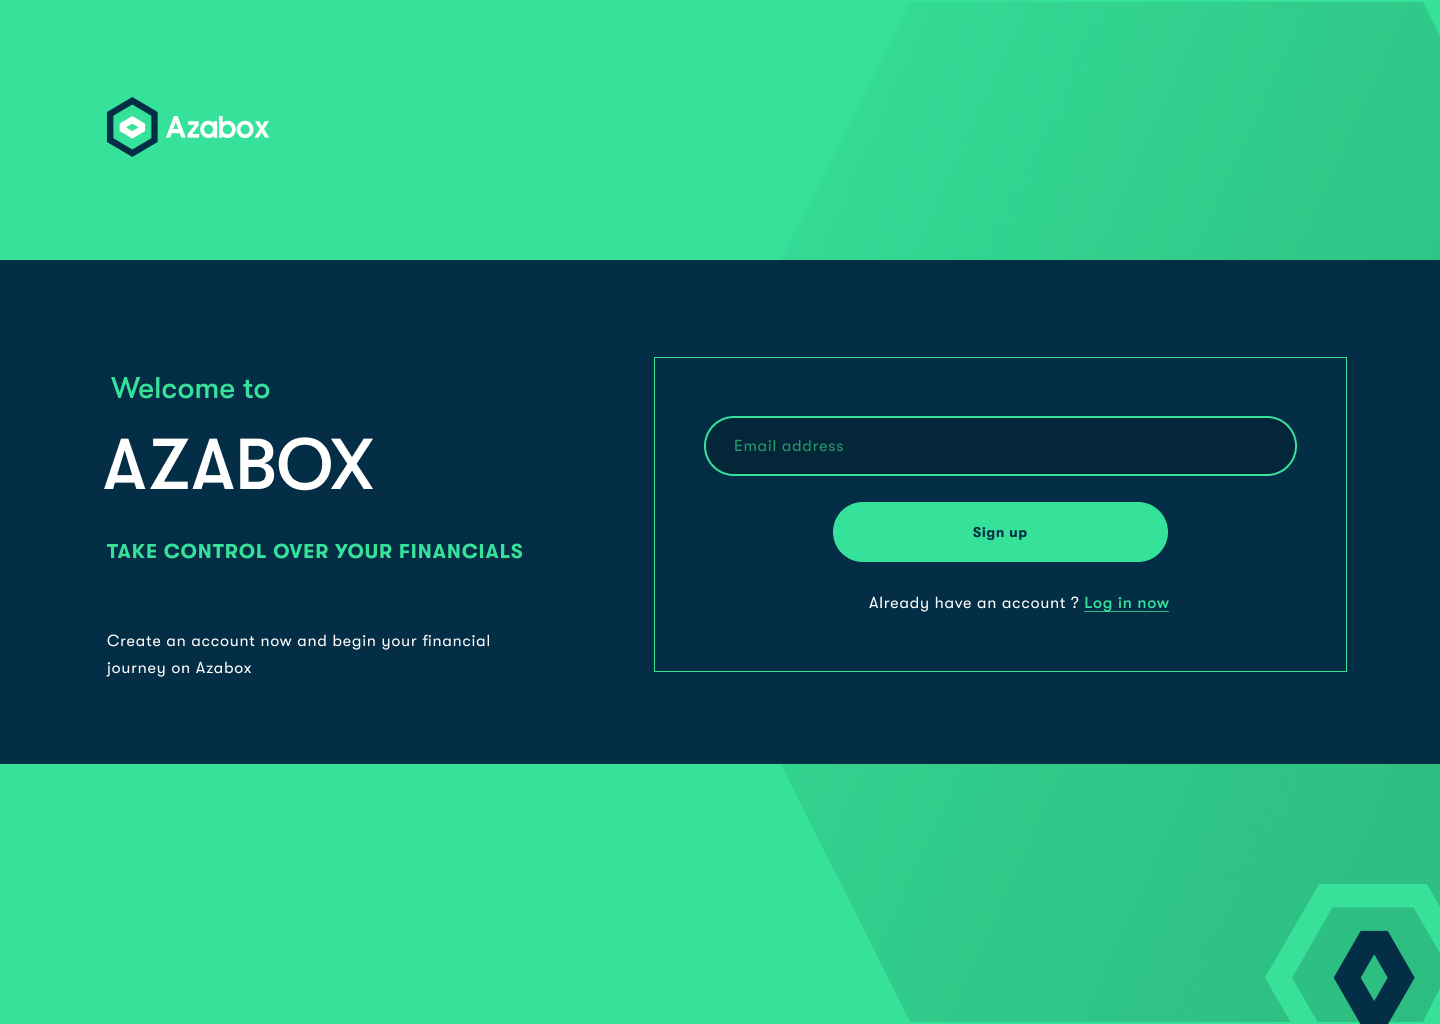 Azabox
Welcome to
AZABOX
TAKE CONTROL OVER YOUR FINANCIALS
Create an account now and begin your financial
journey on Azabox
Email address
Sign up
Already have an account ? Log in now